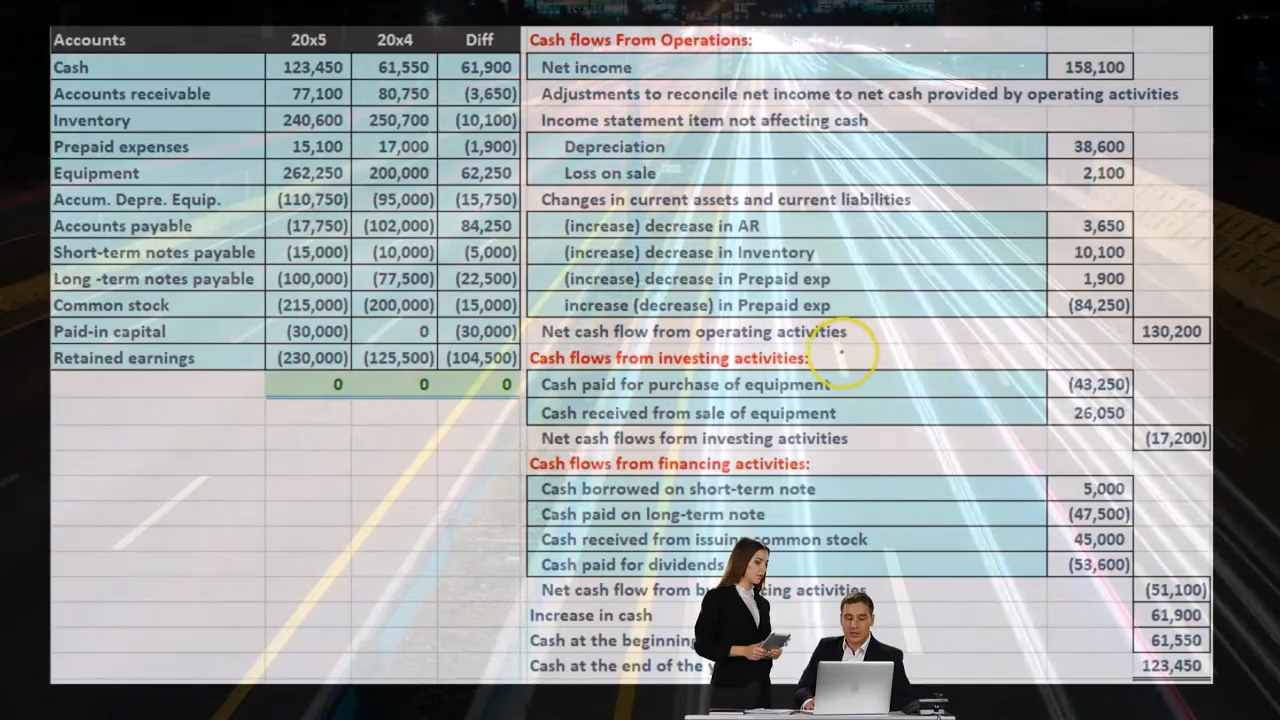 Accounts 20x5 20x4 Diff
Cash 123,450 61,550 61,900
Accounts receivable 77,100 80,750 (3,650)
Inventory 240,600 250,700 (10,100)
Prepaid expenses 15,100 17,000 (1,900)
Equipment 262,250 200,000 62,250
Accum. Depre. Equip. (110,750) (95,000) (15,750)
Accounts payable (17,750) (102,000) 84,250
Short-term notes payable (15,000) (10,000) (5,000)
Long -term notes payable (100,000) (77,500) (22,500)
Common stock (215,000) (200,000) (15,000)
Paid-in capital (30,000) 0 (30,000)
Retained earnings (230,000) (125,500) (104,500)
0 0 0
Cash flows From Operations:
Net income 158,100
Adjustments to reconcile net income to net cash provided by operating activities
Income statement item not affecting cash
Depreciation 38,600
Loss on sale 2,100
Changes in current assets and current liabilities
(increase) decrease in AR 3,650
(increase) decrease in Inventory 10,100
(increase) decrease in Prepaid exp 1,900
increase (decrease) in Prepaid exp (84,250)
Net cash flow from operating activities 130,200
Cash flows from investing activities:
Cash paid for purchase of equipment (43,250)
Cash received from sale of equipment 26,050
Net cash flows form investing activities (17,200)
Cash flows from financing activities:
Cash borrowed on short-term note 5,000
Cash paid on long-term note (47,500)
Cash received from issuing common stock 45,000
Cash paid for dividends (53,600)
Net cash flow from activities (51,100)
Increase in cash 61,900
Cash at the beginning 61,550
Cash at the end of the 123,450